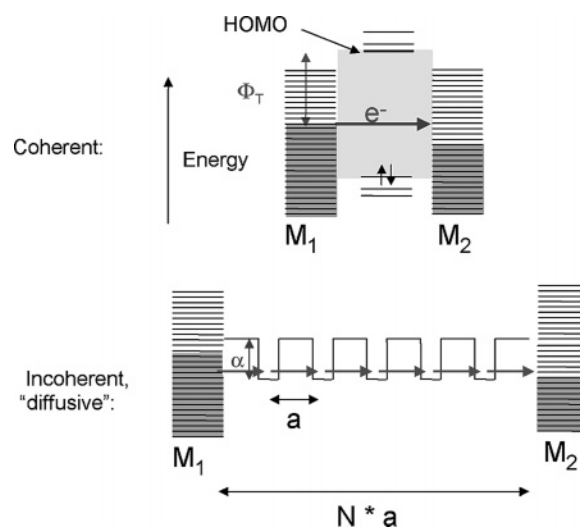 HOMO
Φ_T
e-
Coherent:
Energy
M1
M2
α
Incoherent,
"diffusive":
a
M1
M2
N * a